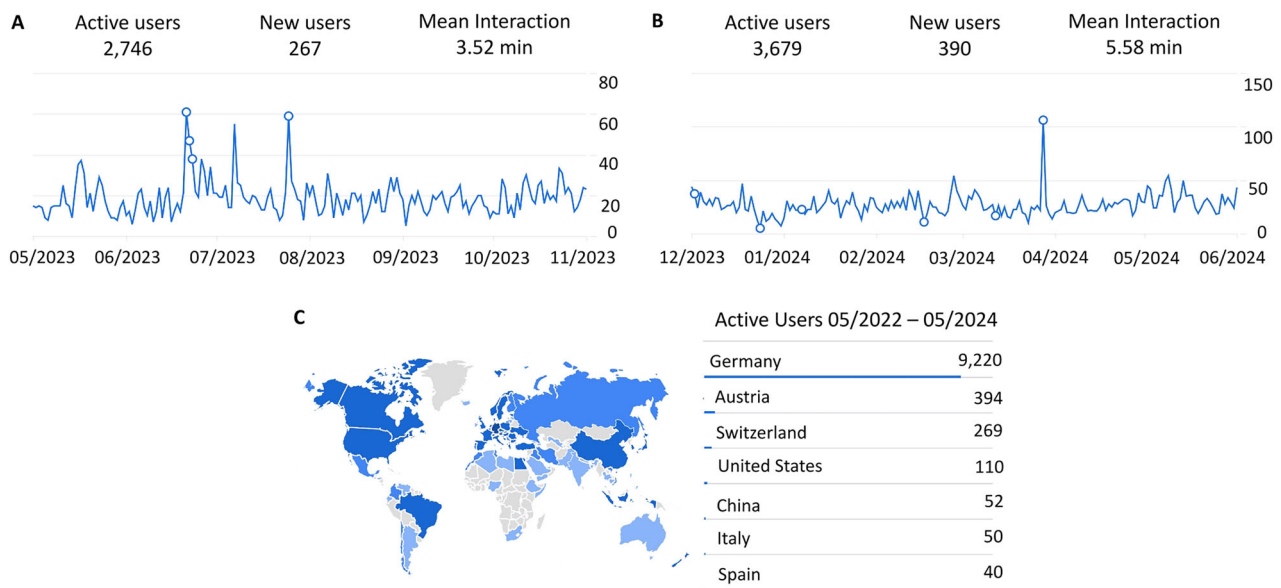 A Active users New users Mean Interaction
2,746 267 3.52 min
80
60
40
20
0
05/2023 06/2023 07/2023 08/2023 09/2023 10/2023 11/2023
B Active users New users Mean Interaction
3,679 390 5.58 min
150
100
50
0
12/2023 01/2024 02/2024 03/2024 04/2024 05/2024 06/2024
C
Active Users 05/2022 – 05/2024
Germany 9,220
Austria 394
Switzerland 269
United States 110
China 52
Italy 50
Spain 40